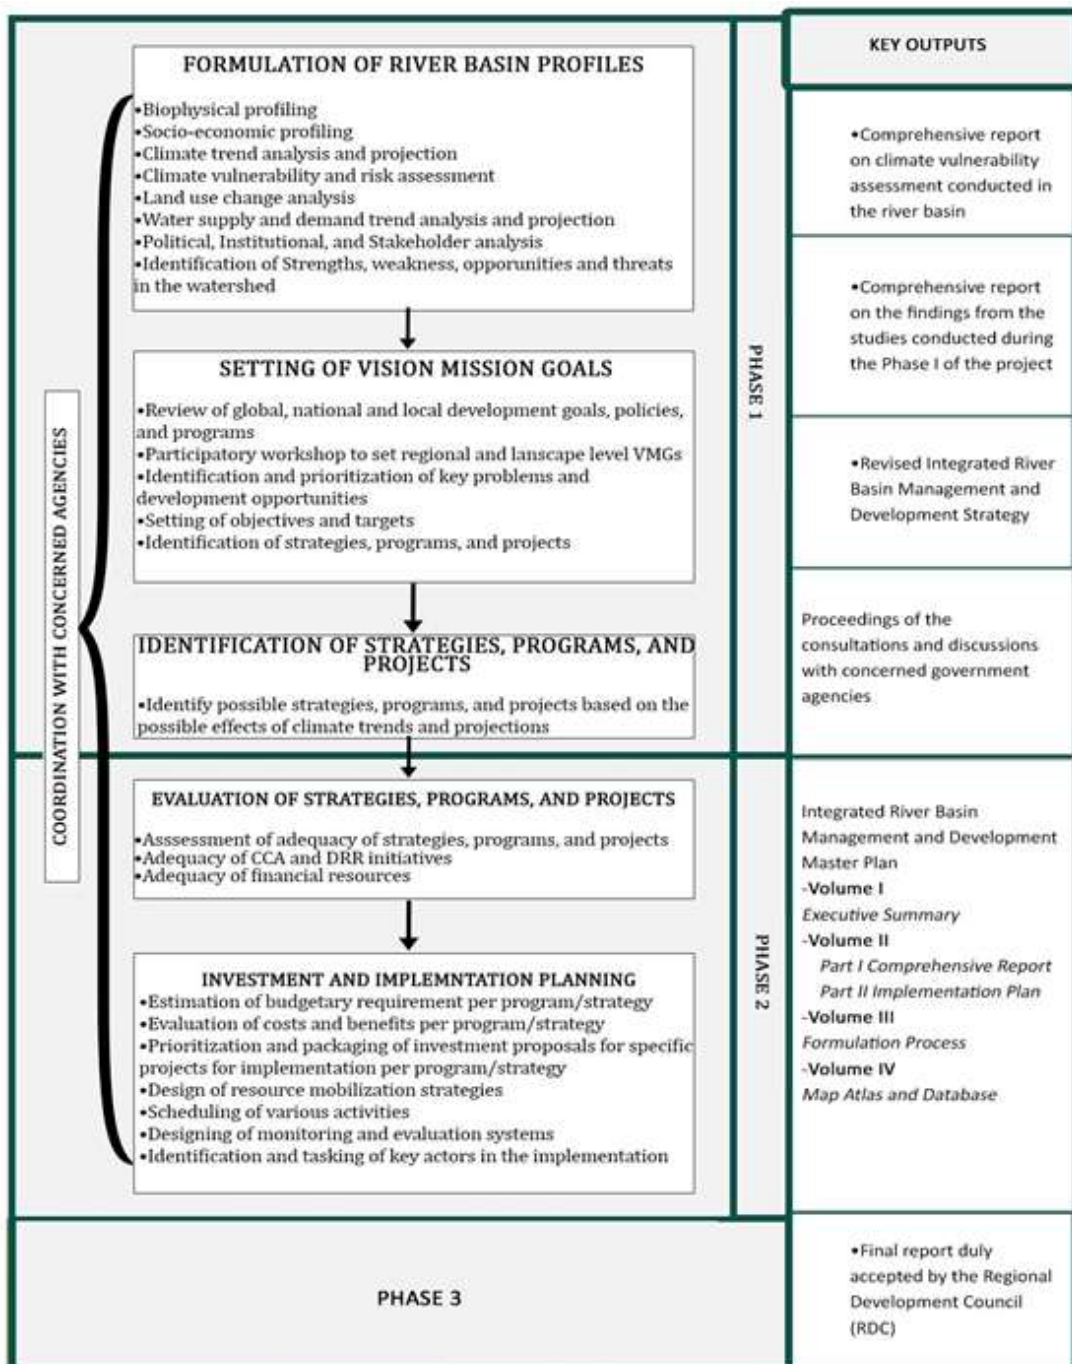 FORMULATION OF RIVER BASIN PROFILES
•Biophysical profiling
•Socio-economic profiling
•Climate trend analysis and projection
•Climate vulnerability and risk assessment
•Land use change analysis
•Water supply and demand trend analysis and projection
•Political, Institutional, and Stakeholder analysis
•Identification of Strengths, weakness, opporunities and threats
in the watershed
SETTING OF VISION MISSION GOALS
•Review of global, national and local development goals, policies,
and programs
•Participatory workshop to set regional and lanscape level VMGs
•Identification and prioritization of key problems and
development opportunities
•Setting of objectives and targets
•Identification of strategies, programs, and projects
IDENTIFICATION OF STRATEGIES, PROGRAMS, AND
PROJECTS
•Identify possible strategies, programs, and projects based on the
possible effects of climate trends and projections
EVALUATION OF STRATEGIES, PROGRAMS, AND PROJECTS
•Asssessment of adequacy of strategies, programs, and projects
•Adequacy of CCA and DRR initiatives
•Adequacy of financial resources
INVESTMENT AND IMPLEMNTATION PLANNING
•Estimation of budgetary requirement per program/strategy
•Evaluation of costs and benefits per program/strategy
•Prioritization and packaging of investment proposals for specific
projects for implementation per program/strategy
•Design of resource mobilization strategies
•Scheduling of various activities
•Designing of monitoring and evaluation systems
•Identification and tasking of key actors in the implementation
COORDINATION WITH CONCERNED AGENCIES
PHASE 1
PHASE 2
PHASE 3
KEY OUTPUTS
•Comprehensive report
on climate vulnerability
assessment conducted in
the river basin
•Comprehensive report
on the findings from the
studies conducted during
the Phase I of the project
•Revised Integrated River
Basin Management and
Development Strategy
Proceedings of the
consultations and discussions
with concerned government
agencies
Integrated River Basin
Management and Development
Master Plan
-Volume I
Executive Summary
-Volume II
Part I Comprehensive Report
Part II Implementation Plan
-Volume III
Formulation Process
-Volume IV
Map Atlas and Database
•Final report duly
accepted by the Regional
Development Council
(RDC)